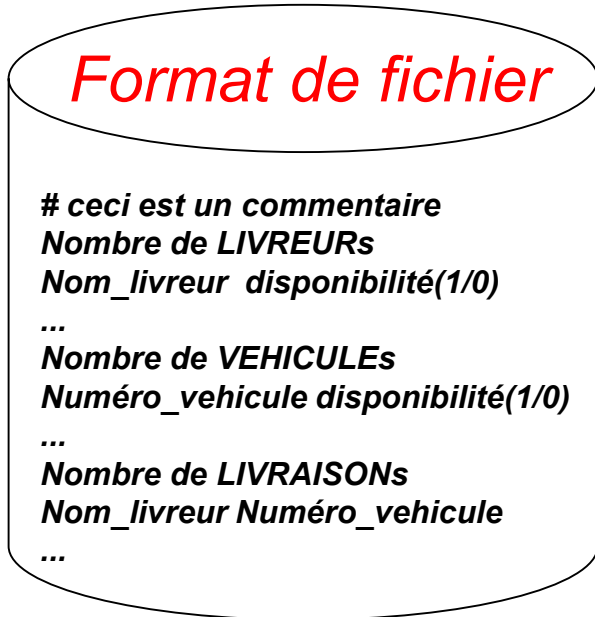 Format de fichier
# ceci est un commentaire
Nombre de LIVREURs
Nom_livreur disponibilité(1/0)
...
Nombre de VEHICULEs
Numéro_vehicule disponibilité(1/0)
...
Nombre de LIVRAISONs
Nom_livreur Numéro_vehicule
...